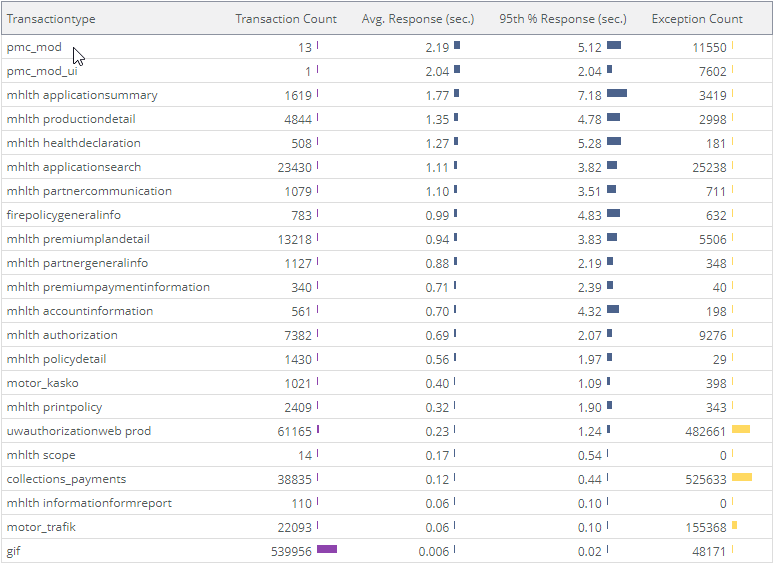 Transactiontype Transaction Count Avg. Response (sec.) 95th % Response (sec.) Exception Count
pmc_mod 13 2.19 5.12 11550
pmc_mod_ui 1 2.04 2.04 7602
mhlth applicationsummary 1619 1.77 7.18 3419
mhlth productiondetail 4844 1.35 4.78 2998
mhlth healthdeclaration 508 1.27 5.28 181
mhlth applicationsearch 23430 1.11 3.82 25238
mhlth partnercommunication 1079 1.10 3.51 711
firepolicygeneralinfo 783 0.99 4.83 632
mhlth premiumplandetail 13218 0.94 3.83 5506
mhlth partnergeneralinfo 1127 0.88 2.19 348
mhlth premiumpaymentinformation 340 0.71 2.39 40
mhlth accountinformation 561 0.70 4.32 198
mhlth authorization 7382 0.69 2.07 9276
mhlth policydetail 1430 0.56 1.97 29
motor_kasko 1021 0.40 1.09 398
mhlth printpolicy 2409 0.32 1.90 343
uwauthorizationweb prod 61165 0.23 1.24 482661
mhlth scope 14 0.17 0.54 0
collections_payments 38835 0.12 0.44 525633
mhlth informationformreport 110 0.06 0.10 0
motor_trafik 22093 0.06 0.10 155368
gif 539956 0.006 0.02 48171